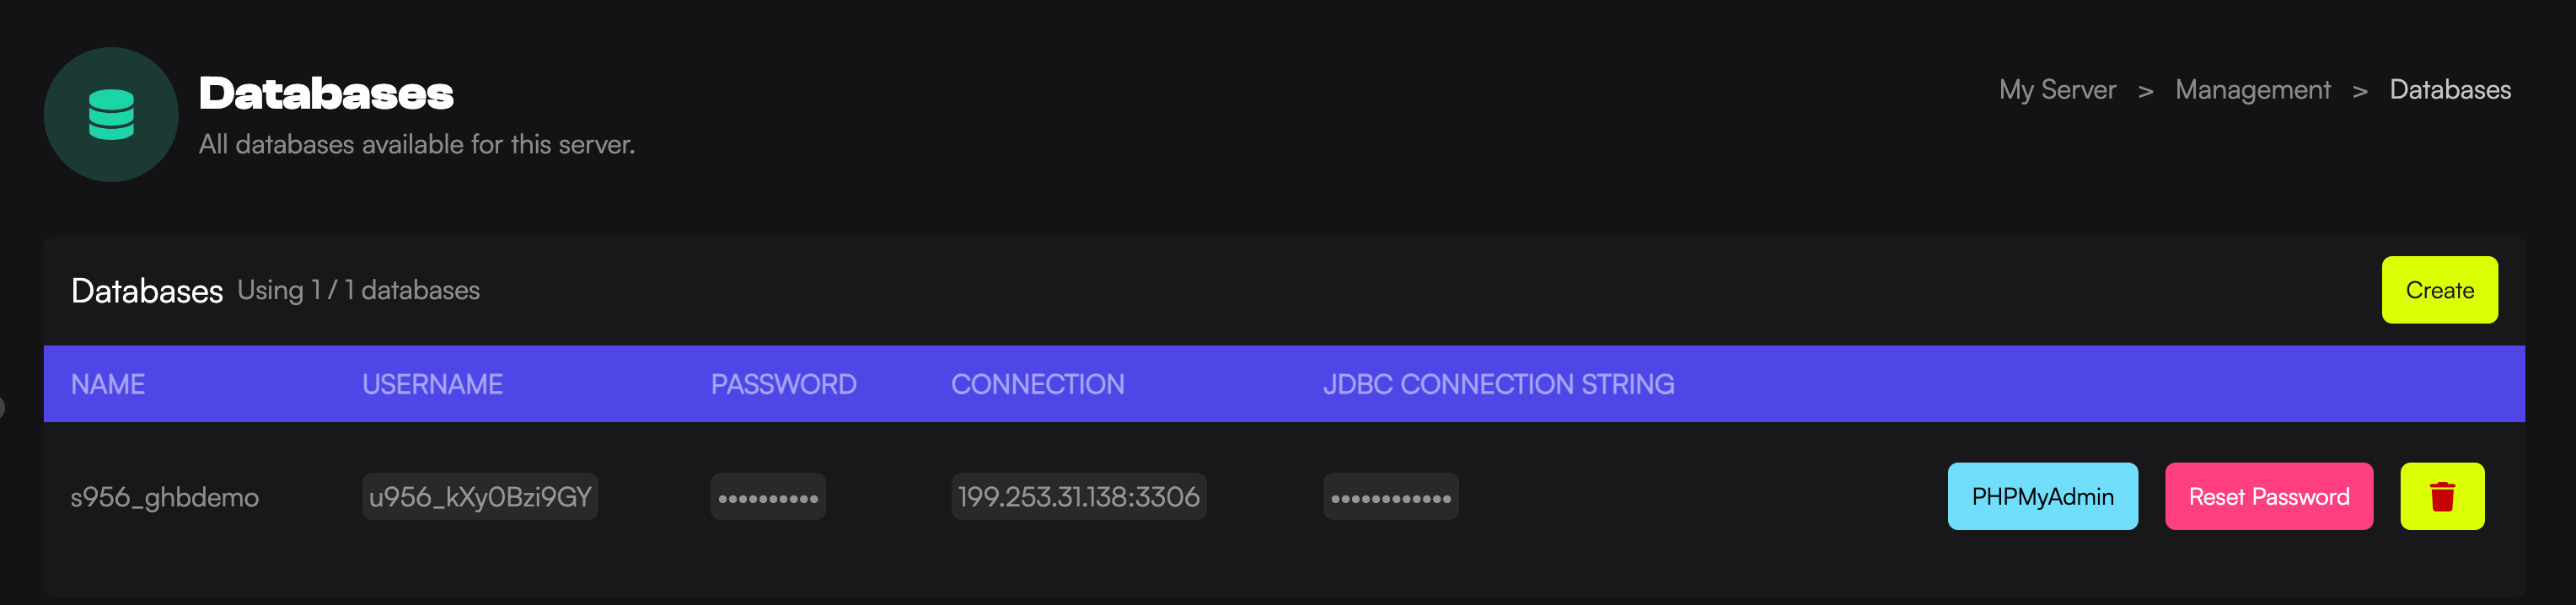 Databases
All databases available for this server.
My Server > Management > Databases
Databases Using 1 / 1 databases
Create
NAME USERNAME PASSWORD CONNECTION JDBC CONNECTION STRING
s956_ghbdemo u956_kXy0Bzi9GY •••••••••• 199.253.31.138:3306 •••••••••••• PHPMyAdmin Reset Password